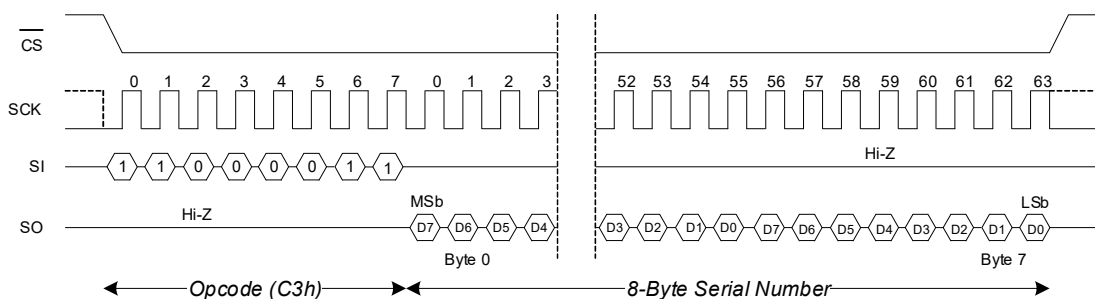 CS
0 1 2 3 4 5 6 7 0 1 2 3 52 53 54 55 56 57 58 59 60 61 62 63
SCK
Hi-Z
SI 1 1 0 0 0 0 1 1
Hi-Z MSb LSb
SO D7 D6 D5 D4 D3 D2 D1 D0 D7 D6 D5 D4 D3 D2 D1 D0
Byte 0 Byte 7
Opcode (C3h) 8-Byte Serial Number